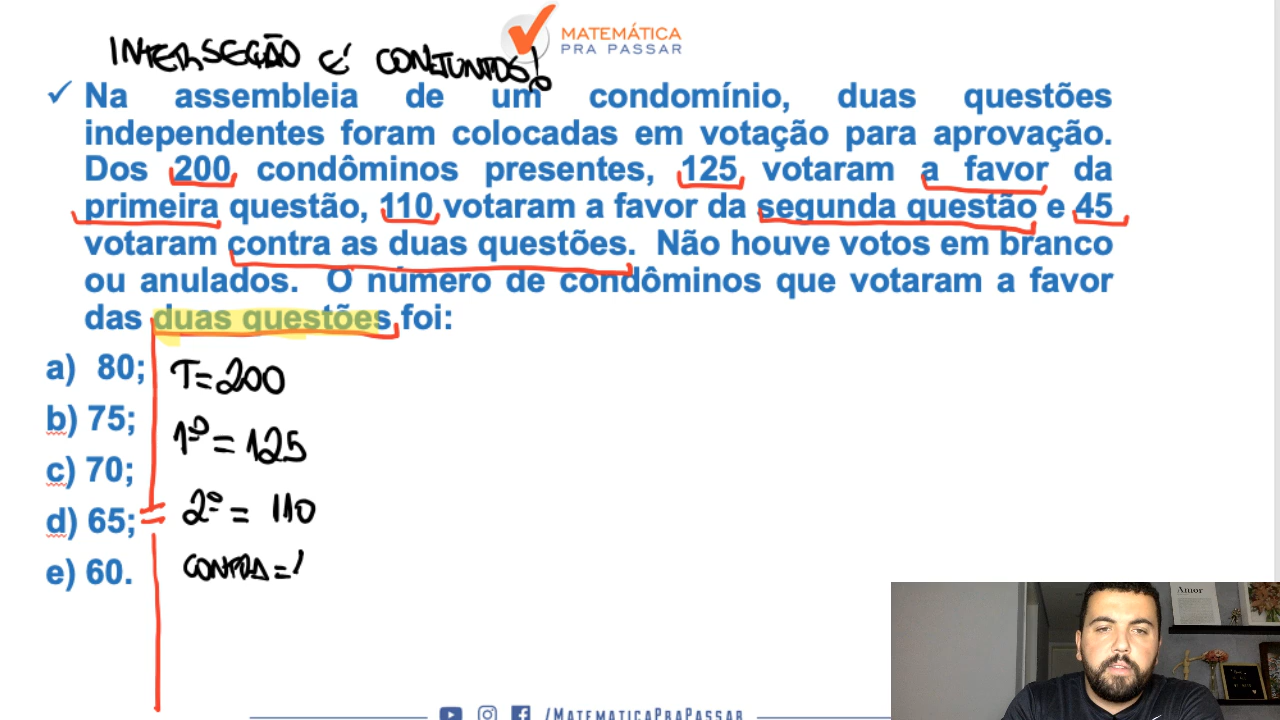 MATEMÁTICA
PRA PASSAR
INTERSEÇÃO É CONJUNTOS!
Na assembleia de um condomínio, duas questões
independentes foram colocadas em votação para aprovação.
Dos 200 condôminos presentes, 125 votaram a favor da
primeira questão, 110 votaram a favor da segunda questão e 45
votaram contra as duas questões. Não houve votos em branco
ou anulados. O número de condôminos que votaram a favor
das duas questões foi:
a) 80;
b) 75;
c) 70;
d) 65;
e) 60.
T=200
1º = 125
2º = 110
CONTRA =
Amor
/MATEMATICAPRAPASSAR